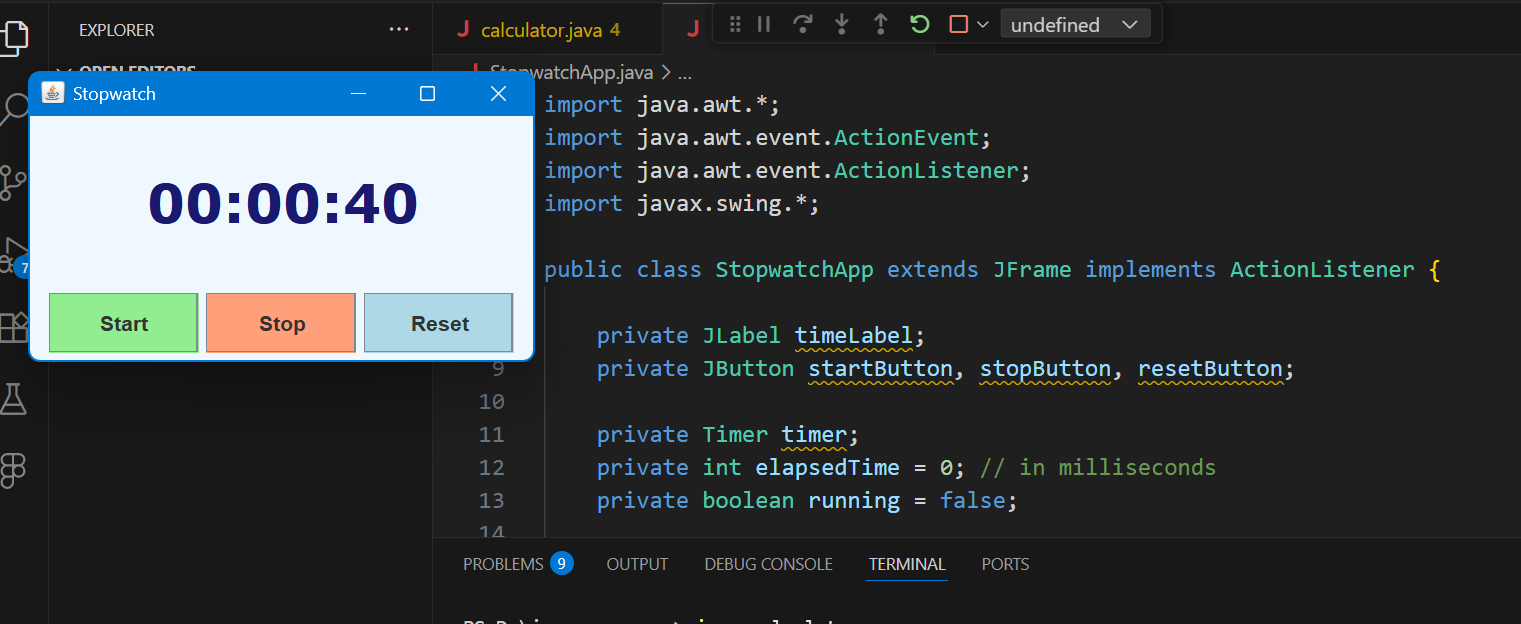 EXPLORER
calculator.java 4
undefined
StopwatchApp.java > ...
Stopwatch
00:00:40
Start Stop Reset
7
import java.awt.*;
import java.awt.event.ActionEvent;
import java.awt.event.ActionListener;
import javax.swing.*;
public class StopwatchApp extends JFrame implements ActionListener {
private JLabel timeLabel;
9 private JButton startButton, stopButton, resetButton;
10
11 private Timer timer;
12 private int elapsedTime = 0; // in milliseconds
13 private boolean running = false;
14
PROBLEMS 9 OUTPUT DEBUG CONSOLE TERMINAL PORTS